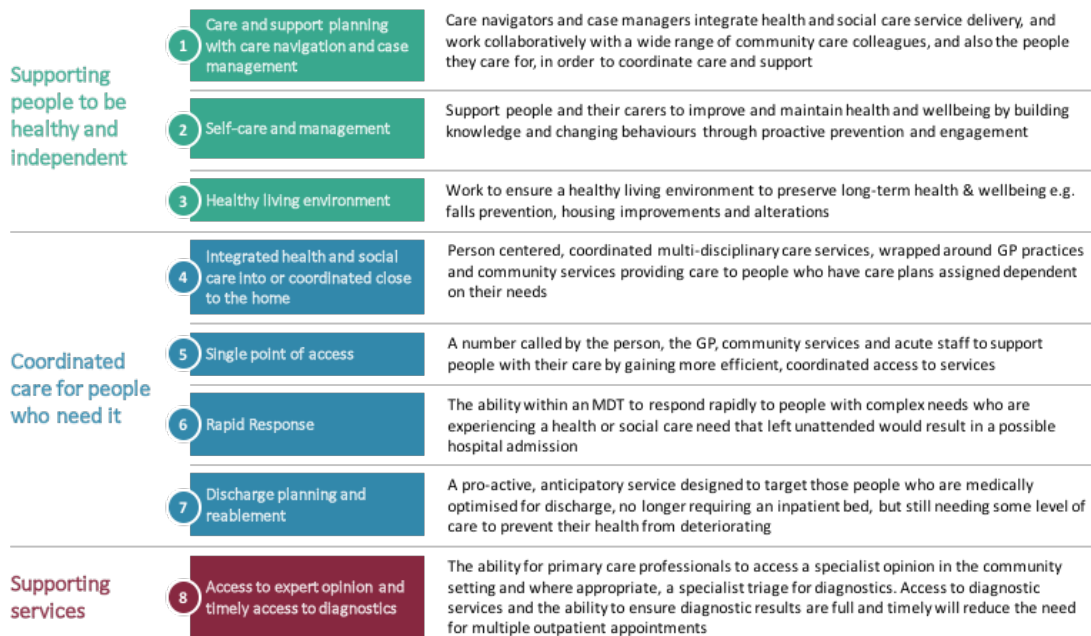 Supporting
people to be
healthy and
independent
1
Care and support planning
with care navigation and case
management
Care navigators and case managers integrate health and social care service delivery, and
work collaboratively with a wide range of community care colleagues, and also the people
they care for, in order to coordinate care and support
2
Self-care and management
Support people and their carers to improve and maintain health and wellbeing by building
knowledge and changing behaviours through proactive prevention and engagement
3
Healthy living environment
Work to ensure a healthy living environment to preserve long-term health & wellbeing e.g.
falls prevention, housing improvements and alterations
Coordinated
care for people
who need it
4
Integrated health and social
care into or coordinated close
to the home
Person centered, coordinated multi-disciplinary care services, wrapped around GP practices
and community services providing care to people who have care plans assigned dependent
on their needs
5
Single point of access
A number called by the person, the GP, community services and acute staff to support
people with their care by gaining more efficient, coordinated access to services
6
Rapid Response
The ability within an MDT to respond rapidly to people with complex needs who are
experiencing a health or social care need that left unattended would result in a possible
hospital admission
7
Discharge planning and
reablement
A pro-active, anticipatory service designed to target those people who are medically
optimised for discharge, no longer requiring an inpatient bed, but still needing some level of
care to prevent their health from deteriorating
Supporting
services
8
Access to expert opinion and
timely access to diagnostics
The ability for primary care professionals to access a specialist opinion in the community
setting and where appropriate, a specialist triage for diagnostics. Access to diagnostic
services and the ability to ensure diagnostic results are full and timely will reduce the need
for multiple outpatient appointments